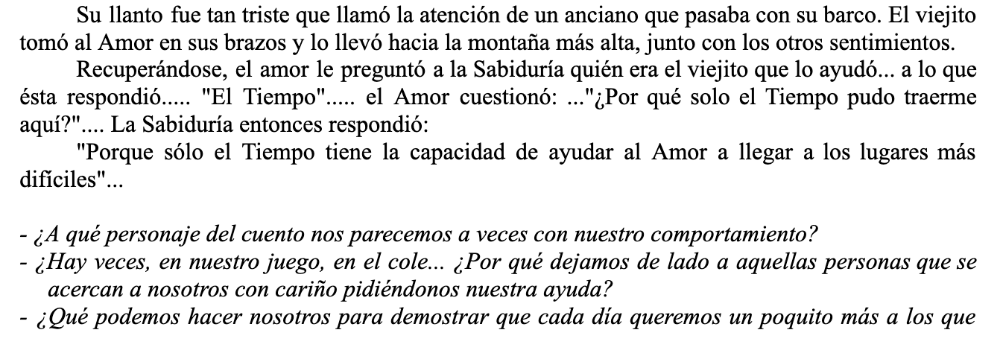 Su llanto fue tan triste que llamó la atención de un anciano que pasaba con su barco. El viejito
tomó al Amor en sus brazos y lo llevó hacia la montaña más alta, junto con los otros sentimientos.
Recuperándose, el amor le preguntó a la Sabiduría quién era el viejito que lo ayudó... a lo que
ésta respondió..... "El Tiempo"..... el Amor cuestionó: ..."¿Por qué solo el Tiempo pudo traerme
aquí?".... La Sabiduría entonces respondió:
"Porque sólo el Tiempo tiene la capacidad de ayudar al Amor a llegar a los lugares más
difíciles"...
- ¿A qué personaje del cuento nos parecemos a veces con nuestro comportamiento?
- ¿Hay veces, en nuestro juego, en el cole... ¿Por qué dejamos de lado a aquellas personas que se
acercan a nosotros con cariño pidiéndonos nuestra ayuda?
- ¿Qué podemos hacer nosotros para demostrar que cada día queremos un poquito más a los que